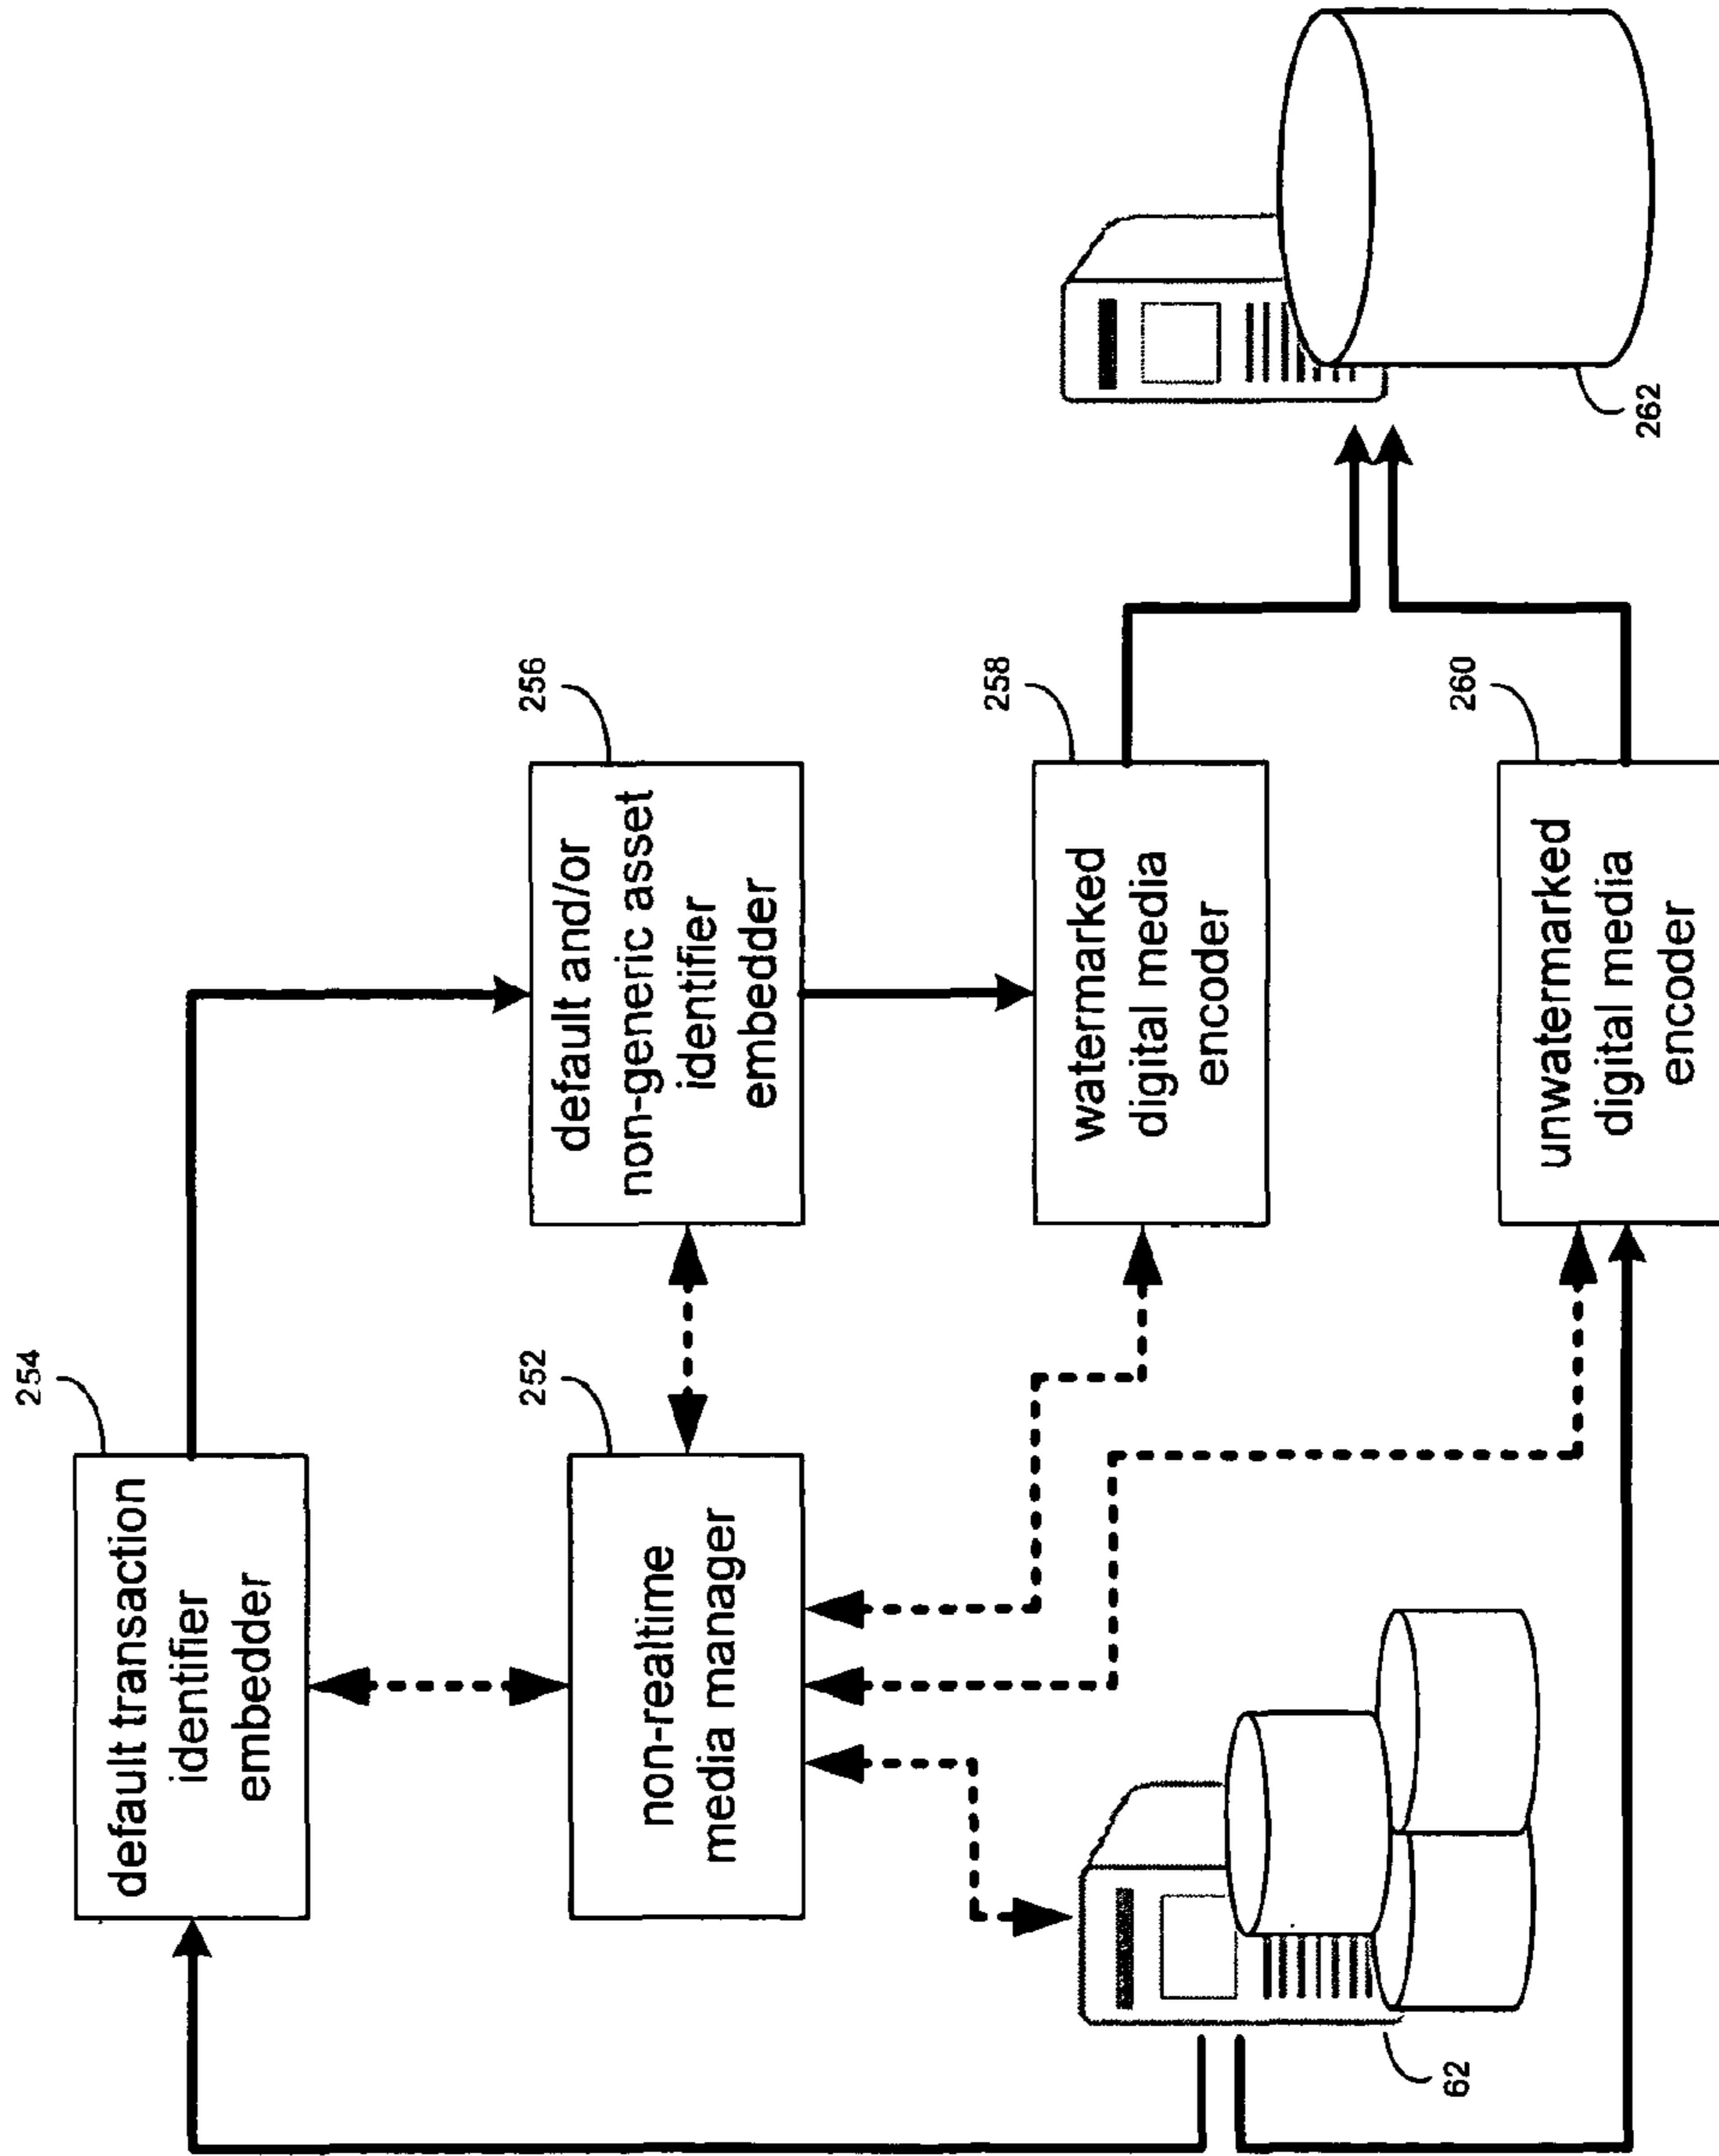 254
default transaction
identifier
embedder
252
non-realtime
media manager
256
default and/or
non-generic asset
identifier
embedder
258
watermarked
digital media
encoder
260
unwatermarked
digital media
encoder
62
262